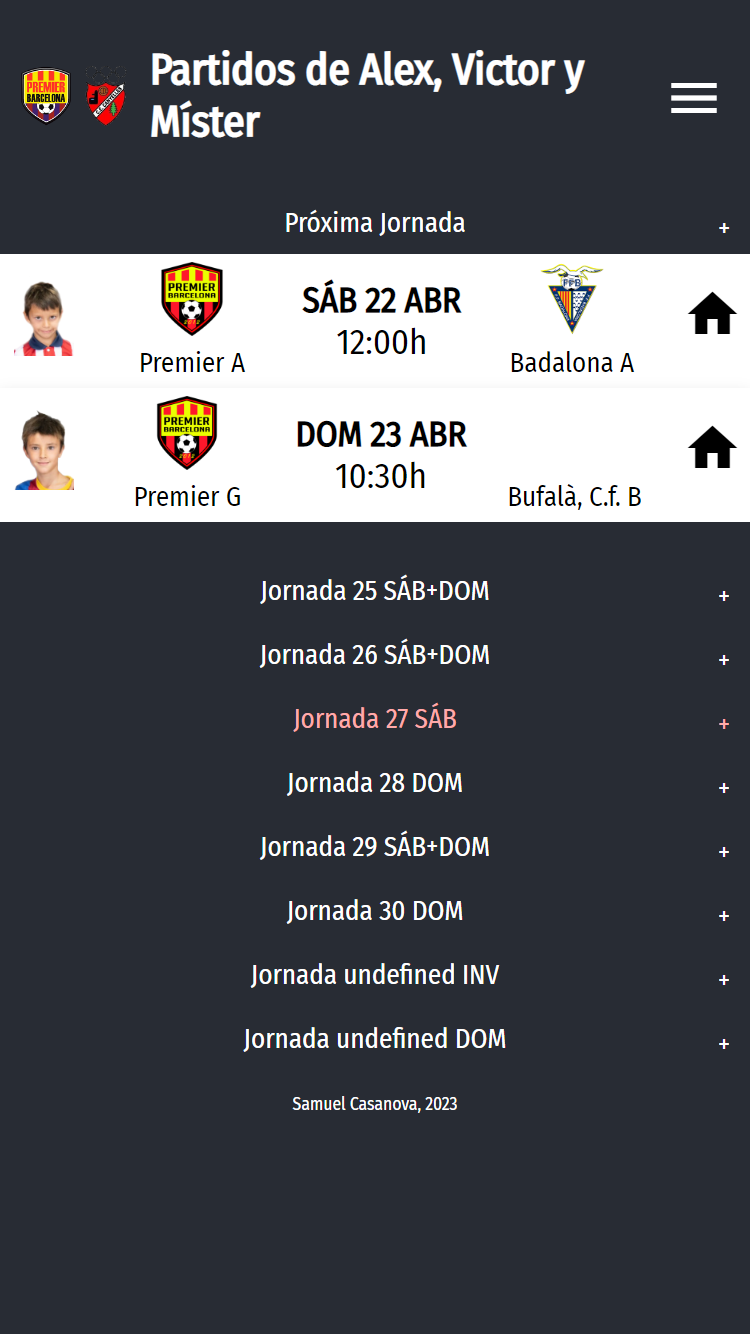 PREMIER
BARCELONA
Partidos de Alex, Victor y
Míster
Próxima Jornada
+
PREMIER
BARCELONA
2012
SÁB 22 ABR
12:00h
Premier A
Badalona A
PREMIER
BARCELONA
2012
DOM 23 ABR
10:30h
Premier G
Bufalà, C.f. B
Jornada 25 SÁB+DOM
+
Jornada 26 SÁB+DOM
+
Jornada 27 SÁB
+
Jornada 28 DOM
+
Jornada 29 SÁB+DOM
+
Jornada 30 DOM
+
Jornada undefined INV
+
Jornada undefined DOM
+
Samuel Casanova, 2023